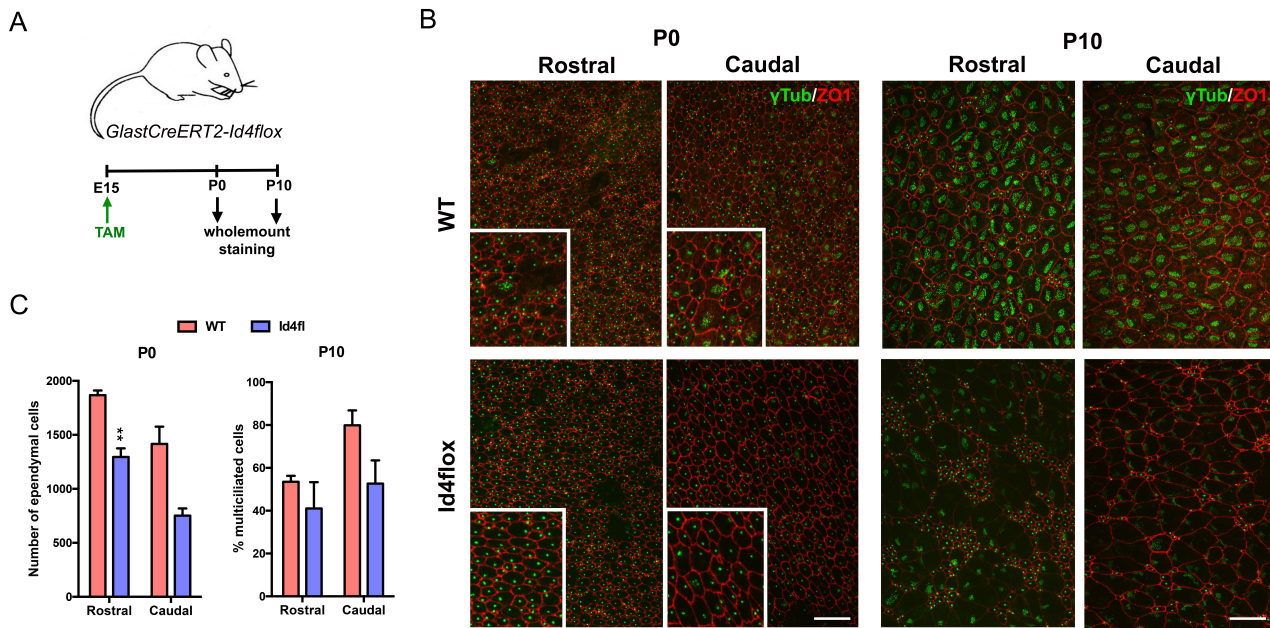 A
GlastCreERT2-Id4flox
E15
P0
P10
TAM
wholemount
staining
B
P0
P10
Rostral
Caudal
Rostral
Caudal
γTub/ZO1
γTub/ZO1
WT
Id4flox
C
WT
Id4fl
P0
P10
Number of ependymal cells
2000
1500
1000
500
0
**
Rostral
Caudal
% multiciliated cells
100
80
60
40
20
0
Rostral
Caudal